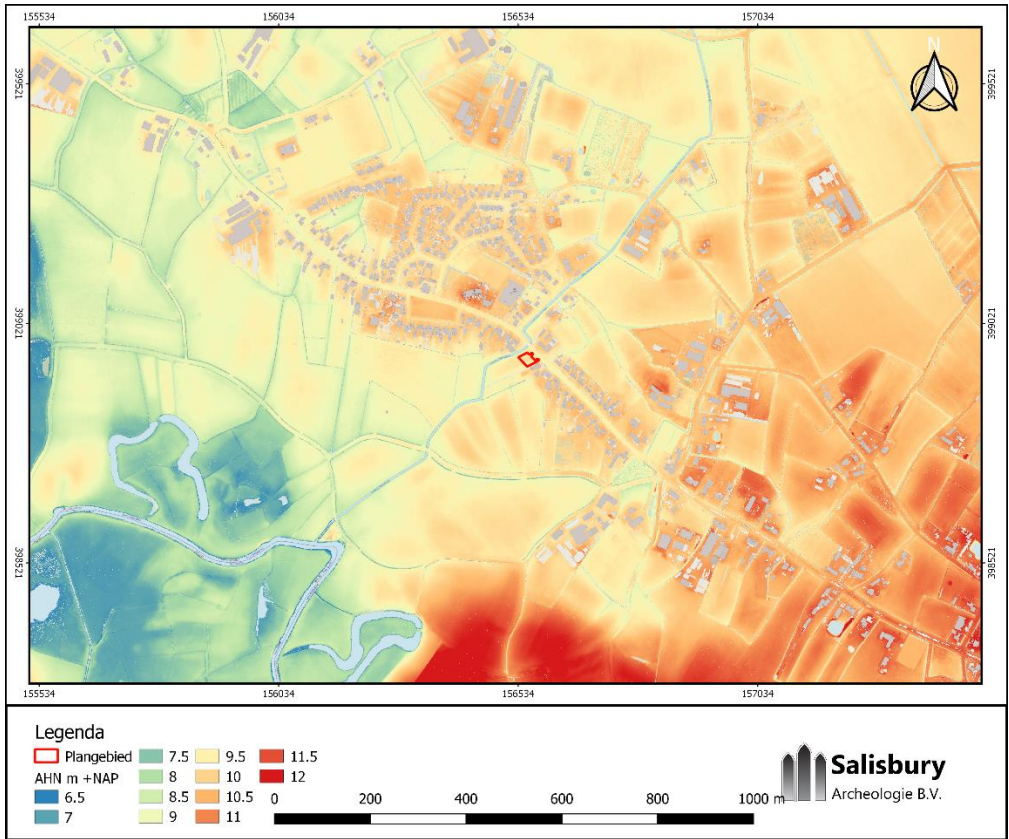 155534 156034 156534 157034
N
399521 399521
399021 399021
398521 398521
155534 156034 156534 157034
Legenda
Plangebied 7.5 9.5 11.5
AHN m +NAP 8 10 12
6.5 8.5 10.5
7 9 11
0 200 400 600 800 1000 m
Salisbury
Archeologie B.V.